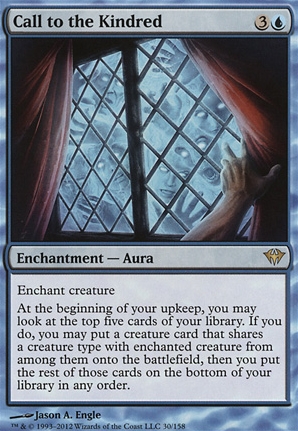 Call to the Kindred 3
Enchantment — Aura
Enchant creature
At the beginning of your upkeep, you may
look at the top five cards of your library. If you
do, you may put a creature card that shares
a creature type with enchanted creature from
among them onto the battlefield, then you put
the rest of those cards on the bottom of your
library in any order.
Jason A. Engle
™ & © 1993–2012 Wizards of the Coast LLC 30/158